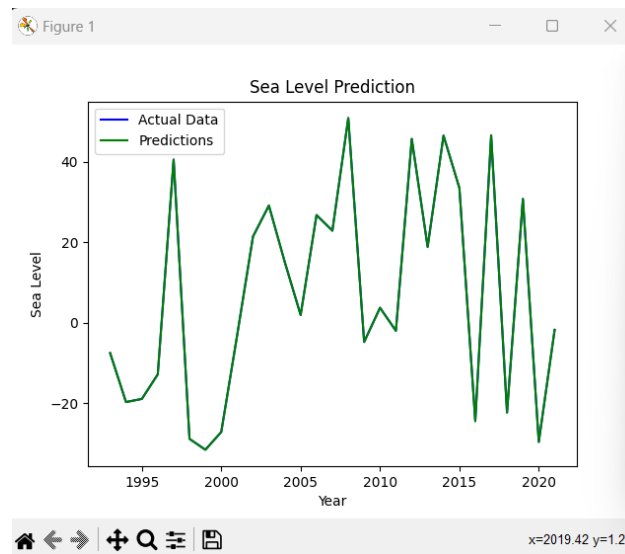 Figure 1
Sea Level Prediction
Actual Data
Predictions
40
20
0
−20
Sea Level
1995 2000 2005 2010 2015 2020
Year
x=2019.42 y=1.2